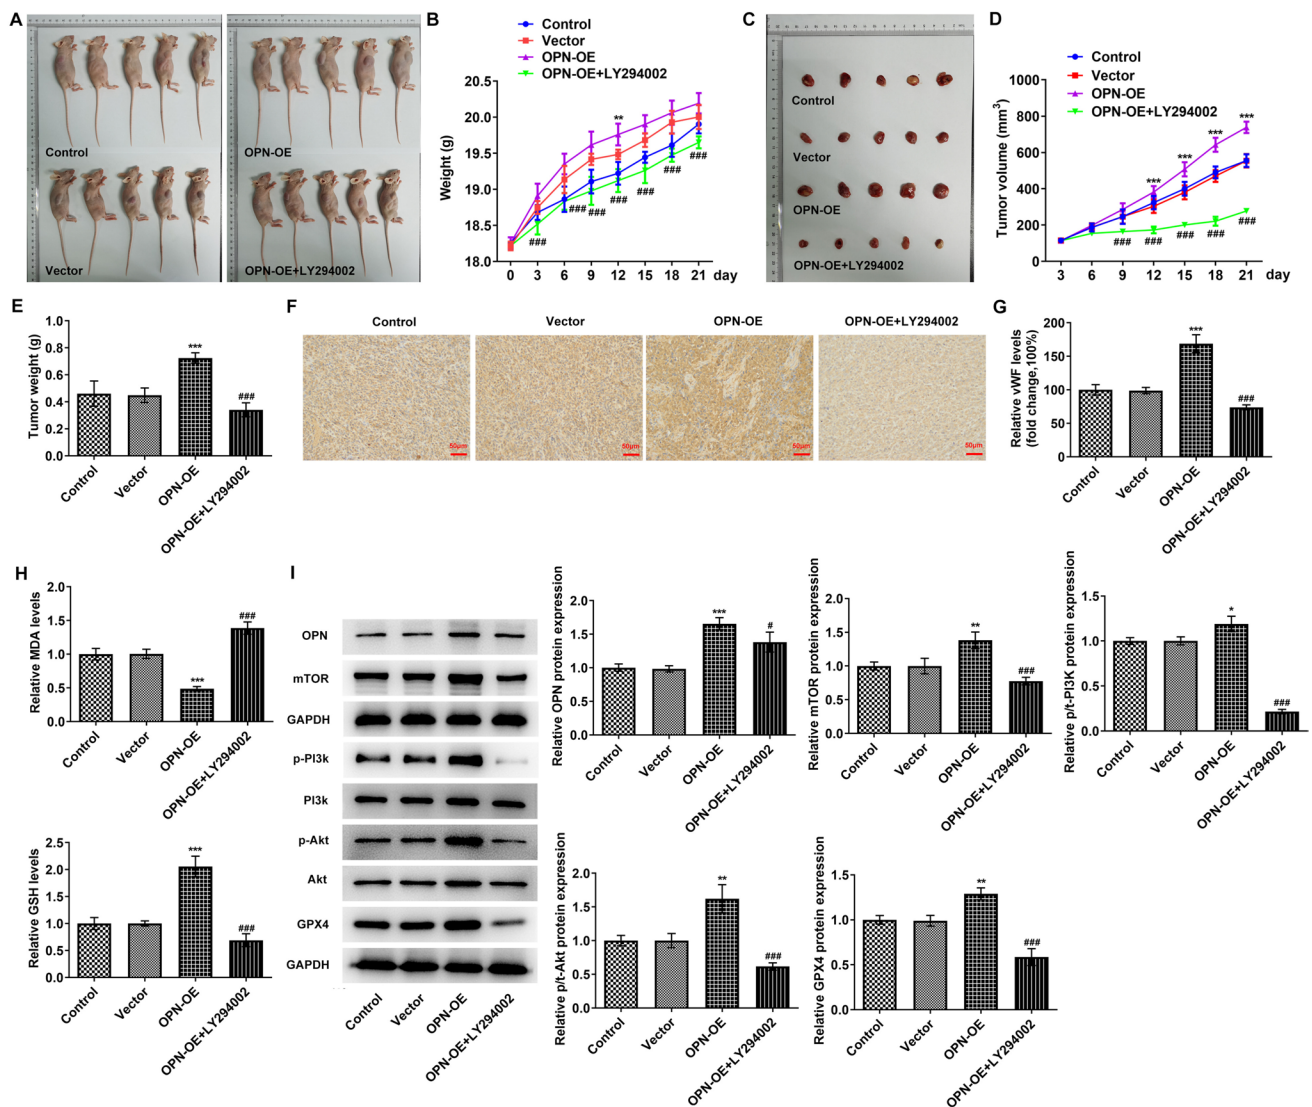 A
Control
OPN-OE
Vector
OPN-OE+LY294002
B
Control
Vector
OPN-OE
OPN-OE+LY294002
Weight (g)
20.5
20.0
19.5
19.0
18.5
18.0
**
###
###
###
###
###
###
###
0 3 6 9 12 15 18 21 day
C
Control
Vector
OPN-OE
OPN-OE+LY294002
D
Control
Vector
OPN-OE
OPN-OE+LY294002
Tumor volume (mm3)
1000
800
600
400
200
0
***
***
***
***
###
###
###
###
###
3 6 9 12 15 18 21 day
E
Tumor weight (g)
1.0
0.8
0.6
0.4
0.2
0.0
***
###
Control
Vector
OPN-OE
OPN-OE+LY294002
F
Control Vector OPN-OE OPN-OE+LY294002
50μm 50μm 50μm 50μm
G
Relative vWF levels
(fold change,100%)
200
150
100
50
0
***
###
Control
Vector
OPN-OE
OPN-OE+LY294002
H
Relative MDA levels
2.0
1.5
1.0
0.5
0.0
***
###
Control
Vector
OPN-OE
OPN-OE+LY294002
Relative GSH levels
2.5
2.0
1.5
1.0
0.5
0.0
***
###
Control
Vector
OPN-OE
OPN-OE+LY294002
I
OPN
mTOR
GAPDH
p-PI3k
PI3k
p-Akt
Akt
GPX4
GAPDH
Control
Vector
OPN-OE
OPN-OE+LY294002
Relative OPN protein expression
2.0
1.5
1.0
0.5
0.0
***
#
Control
Vector
OPN-OE
OPN-OE+LY294002
Relative mTOR protein expression
2.0
1.5
1.0
0.5
0.0
**
###
Control
Vector
OPN-OE
OPN-OE+LY294002
Relative p/t-PI3K protein expression
1.5
1.0
0.5
0.0
*
###
Control
Vector
OPN-OE
OPN-OE+LY294002
Relative p/t-Akt protein expression
2.0
1.5
1.0
0.5
0.0
**
###
Control
Vector
OPN-OE
OPN-OE+LY294002
Relative GPX4 protein expression
1.5
1.0
0.5
0.0
**
###
Control
Vector
OPN-OE
OPN-OE+LY294002